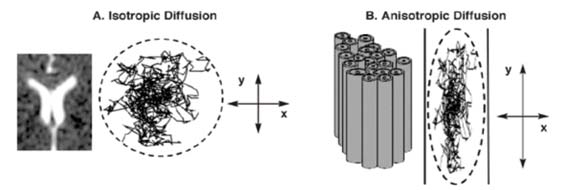 A. Isotropic Diffusion
B. Anisotropic Diffusion
y
x
y
x